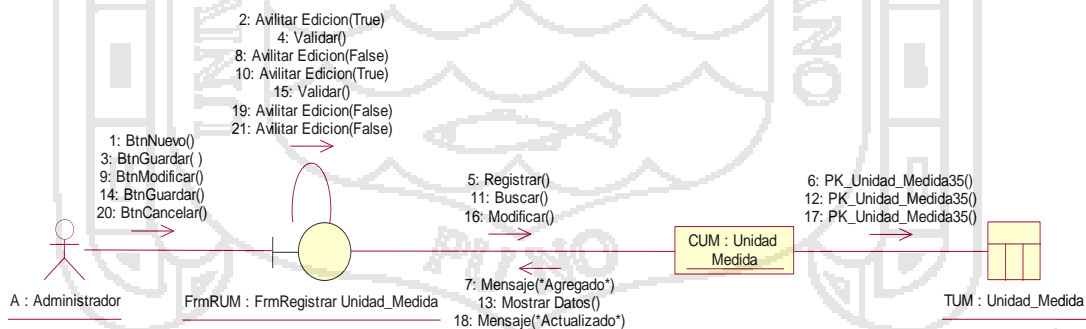 2: Avilitar Edicion(True)
4: Validar()
8: Avilitar Edicion(False)
10: Avilitar Edicion(True)
15: Validar()
19: Avilitar Edicion(False)
21: Avilitar Edicion(False)
1: BtnNuevo()
3: BtnGuardar( )
9: BtnModificar()
14: BtnGuardar()
20: BtnCancelar()
5: Registrar()
11: Buscar()
16: Modificar()
6: PK_Unidad_Medida35()
12: PK_Unidad_Medida35()
17: PK_Unidad_Medida35()
CUM : Unidad
Medida
7: Mensaje(*Agregado*)
13: Mostrar Datos()
18: Mensaje(*Actualizado*)
A : Administrador
FrmRUM : FrmRegistrar Unidad_Medida
TUM : Unidad_Medida
PUNO